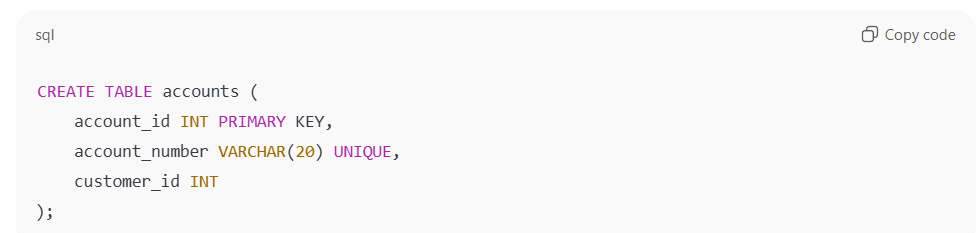 sql
Copy code
CREATE TABLE accounts (
    account_id INT PRIMARY KEY,
    account_number VARCHAR(20) UNIQUE,
    customer_id INT
);